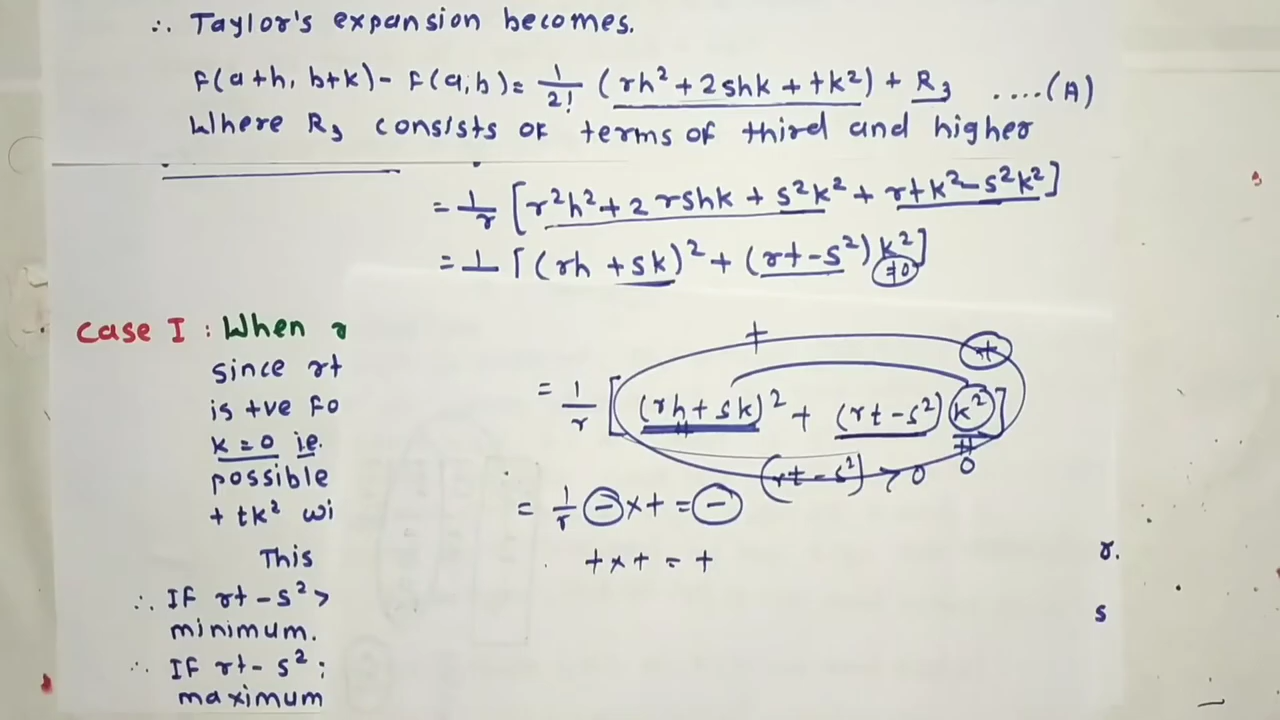 ∴ Taylor's expansion becomes.
F(a+h, b+k) - F(a,b) = 1/2! (rh² + 2shk + tk²) + R₃ ....(A)
Where R₃ consists of terms of third and higher
= 1/r [r²h² + 2rshk + s²k² + rtk² - s²k²]
= 1 [(rh + sk)² + (rt - s²) k²]
≠0
Case I : When r
since rt
is +ve Fo
k = 0 ie.
possible
+ tk² wi
This
∴ IF rt - s² >
minimum.
∴ IF rt - s² :
maximum
+
+
= 1/r [(rh + sk)² + (rt - s²) k²]
(rt - s²) > 0
0
= 1/r - x + = -
+ x + = +
r.
s